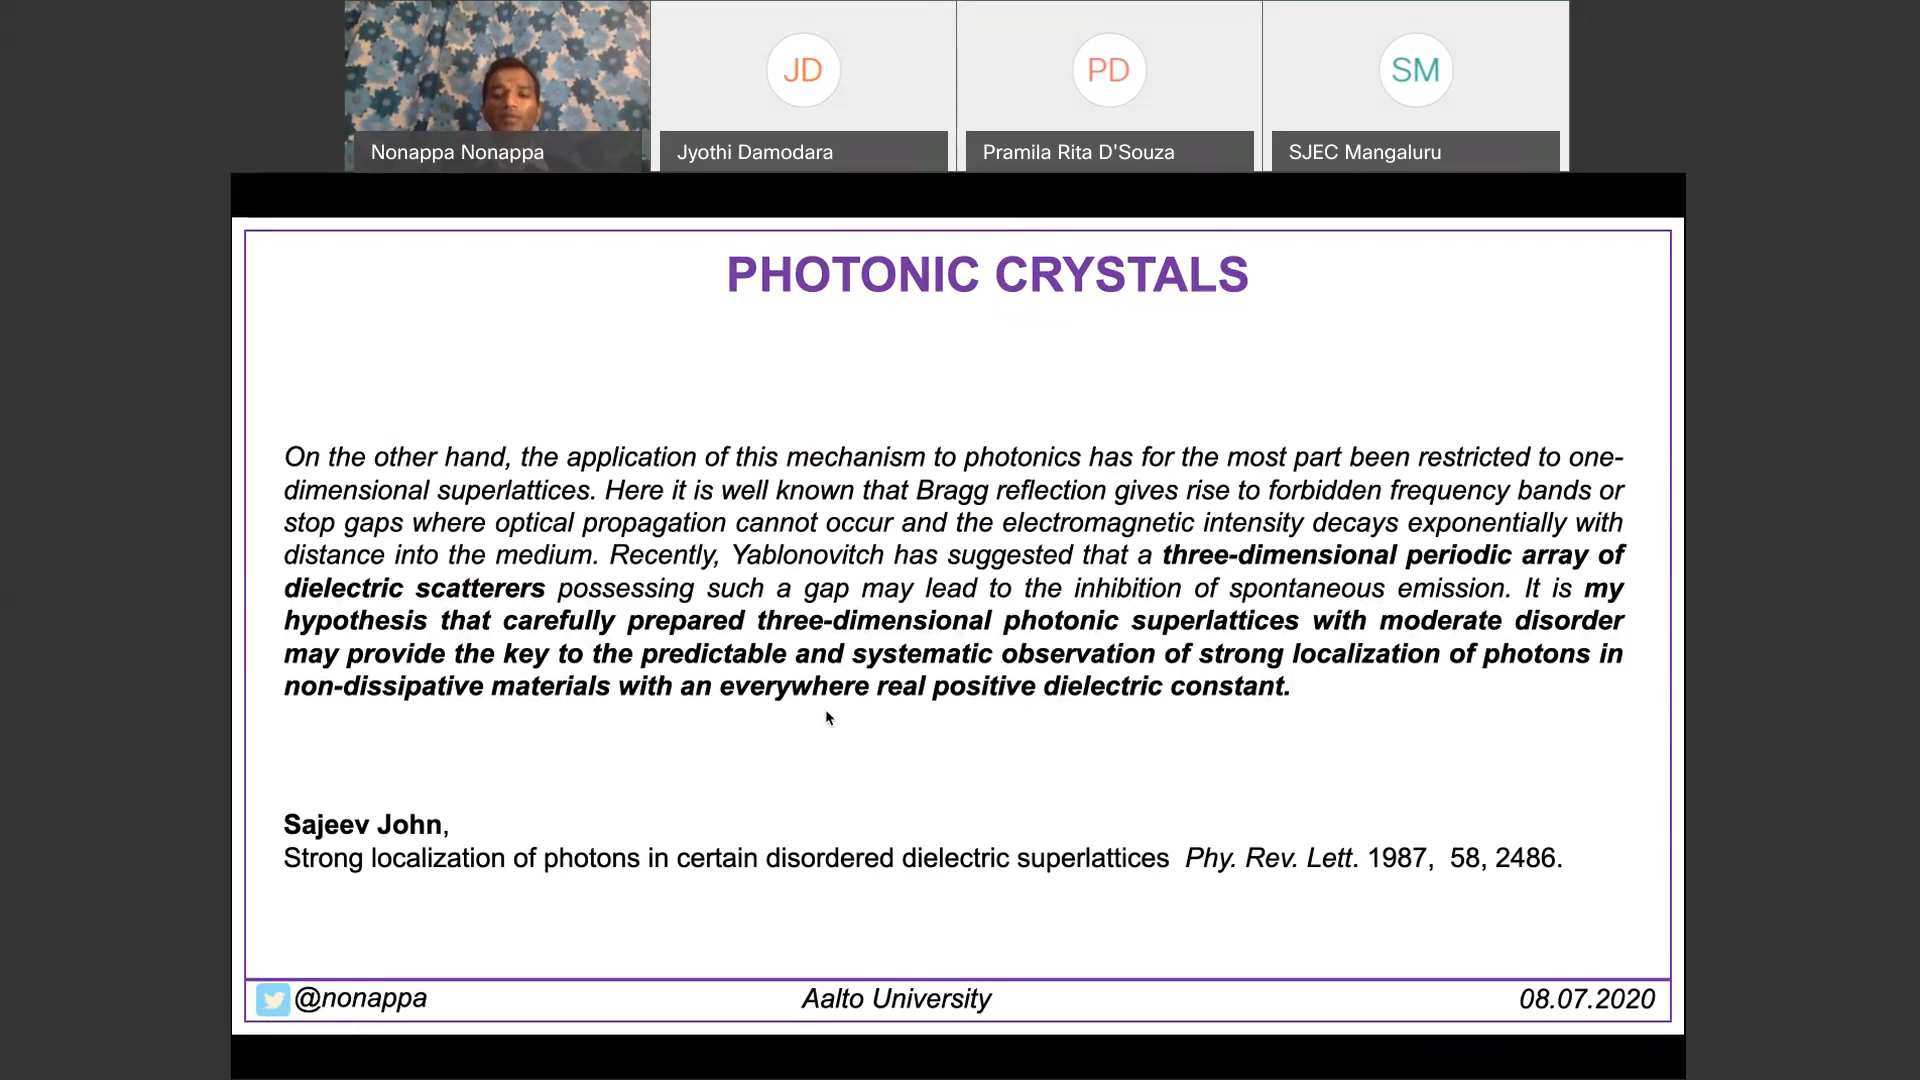 JD
PD
SM
Nonappa Nonappa
Jyothi Damodara
Pramila Rita D'Souza
SJEC Mangaluru
PHOTONIC CRYSTALS
On the other hand, the application of this mechanism to photonics has for the most part been restricted to one-
dimensional superlattices. Here it is well known that Bragg reflection gives rise to forbidden frequency bands or
stop gaps where optical propagation cannot occur and the electromagnetic intensity decays exponentially with
distance into the medium. Recently, Yablonovitch has suggested that a three-dimensional periodic array of
dielectric scatterers possessing such a gap may lead to the inhibition of spontaneous emission. It is my
hypothesis that carefully prepared three-dimensional photonic superlattices with moderate disorder
may provide the key to the predictable and systematic observation of strong localization of photons in
non-dissipative materials with an everywhere real positive dielectric constant.
Sajeev John,
Strong localization of photons in certain disordered dielectric superlattices Phy. Rev. Lett. 1987, 58, 2486.
@nonappa
Aalto University
08.07.2020